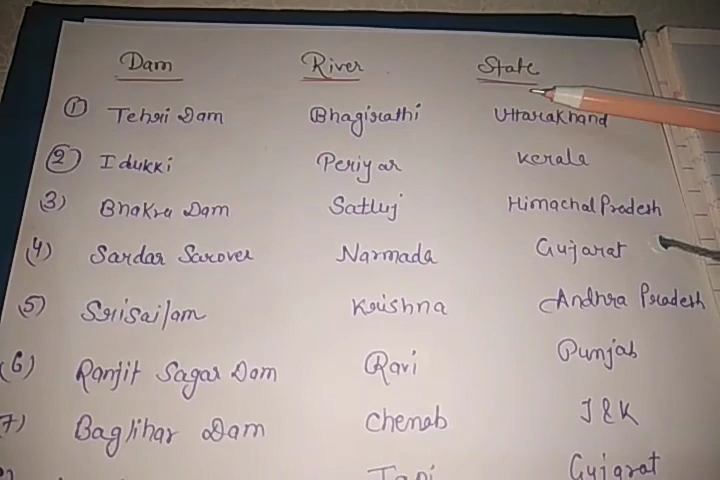 Dam River State
(1) Tehri Dam Bhagirathi Uttarakhand
(2) Idukki Periyar Kerala
(3) Bhakra Dam Satluj Himachal Pradesh
(4) Sardar Sarover Narmada Gujarat
(5) Srisailam Krishna Andhra Pradesh
(6) Ranjit Sagar Dam Ravi Punjab
7) Baglihar Dam Chenab J&K
Tapi Gujarat